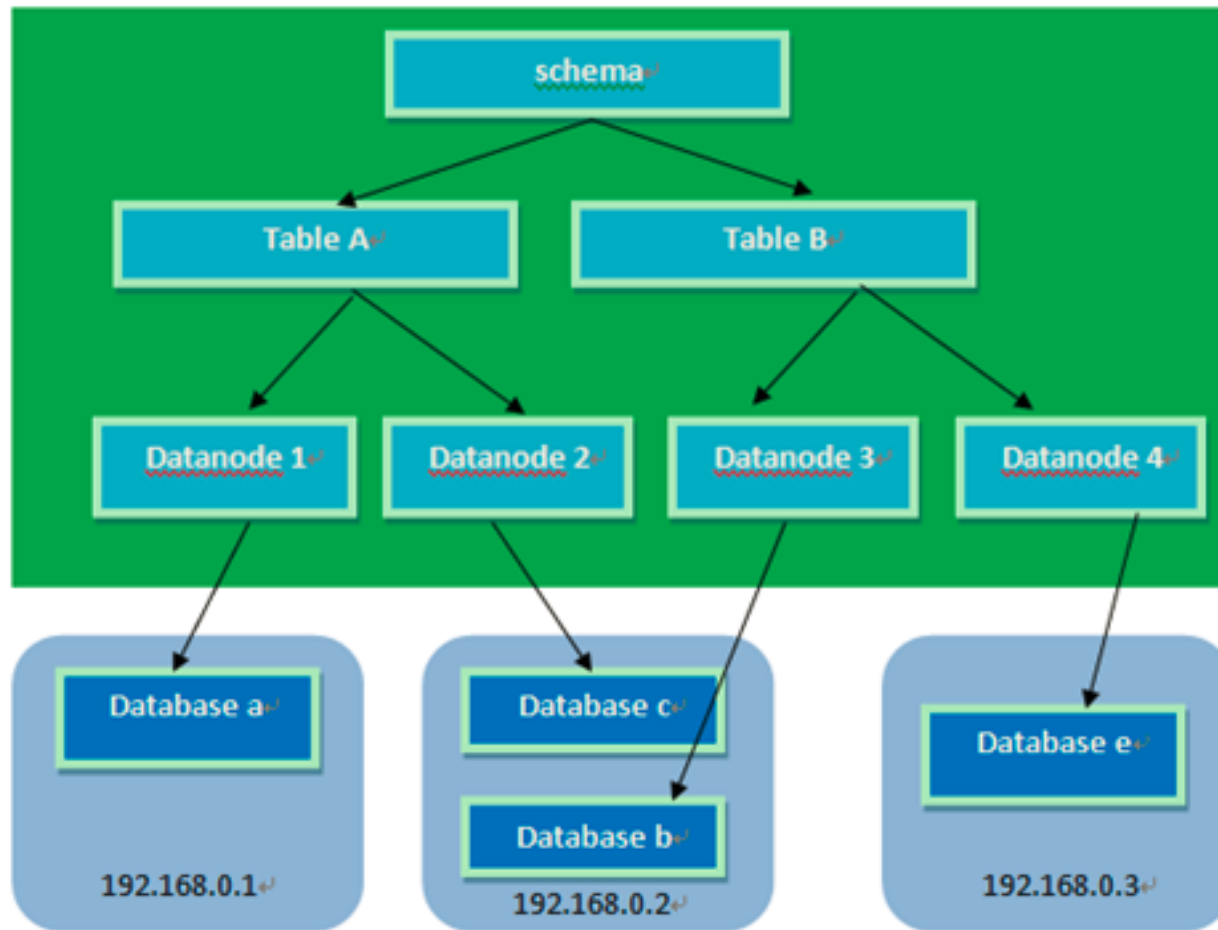 schema
Table A
Table B
Datanode 1
Datanode 2
Datanode 3
Datanode 4
Database a
Database c
Database e
Database b
192.168.0.1
192.168.0.2
192.168.0.3